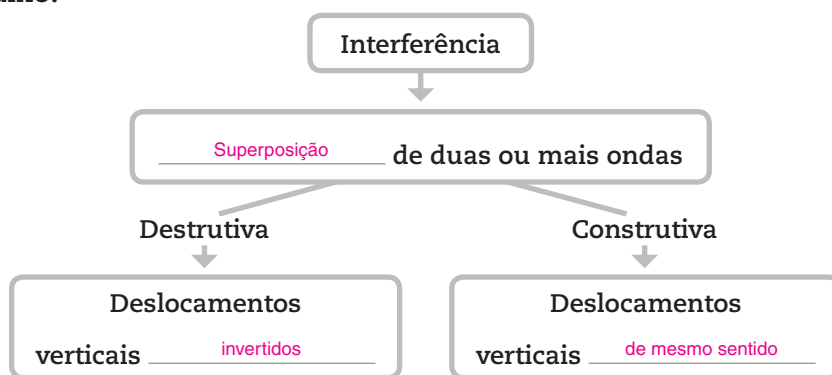 Interferência
Superposição de duas ou mais ondas
Destrutiva
Construtiva
Deslocamentos
verticais invertidos
Deslocamentos
verticais de mesmo sentido